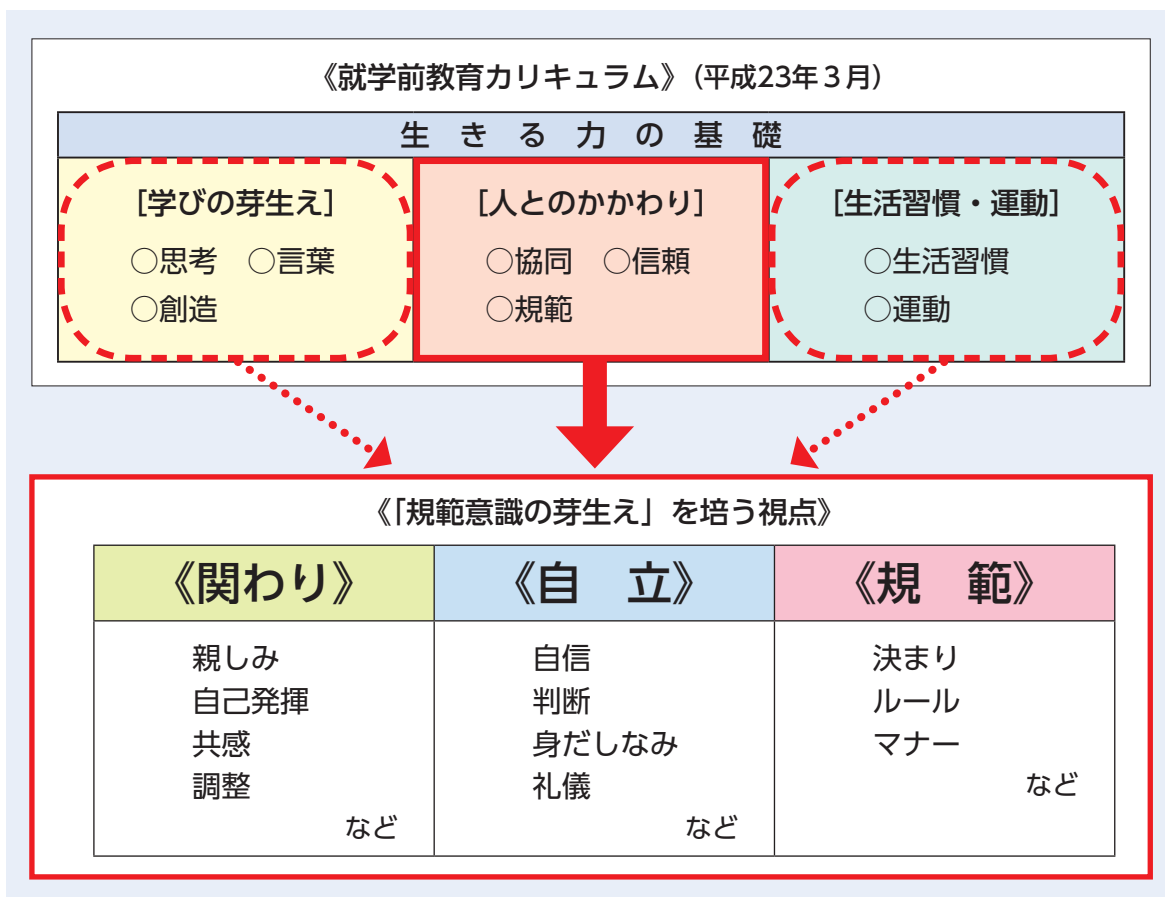 《就学前教育カリキュラム》（平成23年３月）
生きる力の基礎
［学びの芽生え］
○思考　○言葉
○創造
［人とのかかわり］
○協同　○信頼
○規範
［生活習慣・運動］
○生活習慣
○運動
《「規範意識の芽生え」を培う視点》
《関わり》
親しみ
自己発揮
共感
調整
など
《自　立》
自信
判断
身だしなみ
礼儀
など
《規　範》
決まり
ルール
マナー
など